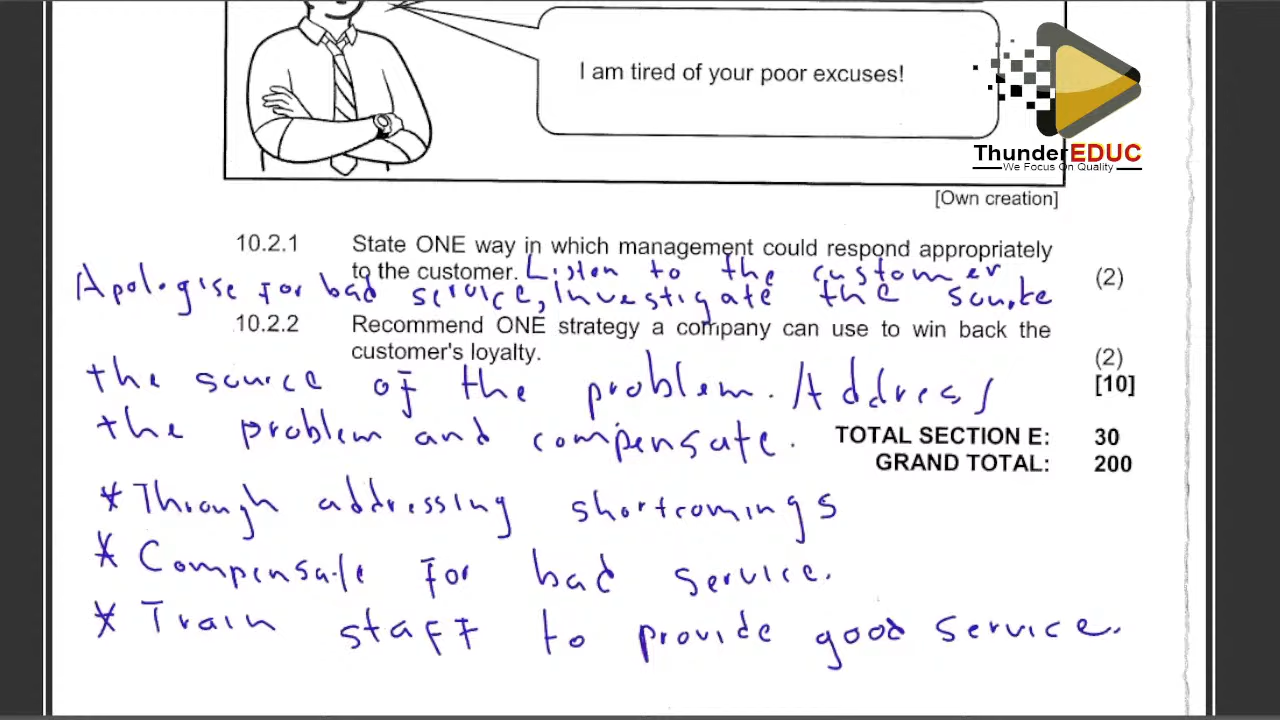 I am tired of your poor excuses!
ThunderEDUC
We Focus On Quality
[Own creation]
10.2.1 State ONE way in which management could respond appropriately
to the customer. Listen to the customer (2)
Apologise for bad service, Investigate the
10.2.2 Recommend ONE strategy a company can use to win back the
customer's loyalty. (2)
the source of the problem. Address [10]
the problem and compensate. TOTAL SECTION E: 30
GRAND TOTAL: 200
* Through addressing shortcomings
* Compensate for bad service.
* Train staff to provide good service.